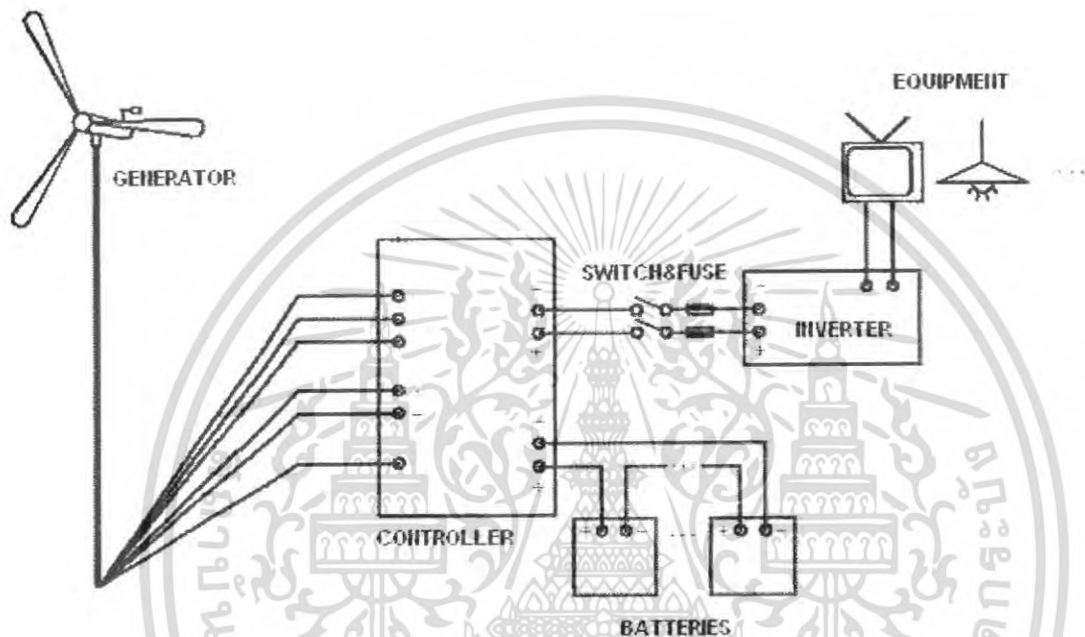 EQUIPMENT
GENERATOR
SWITCH&FUSE
INVERTER
CONTROLLER
BATTERIES